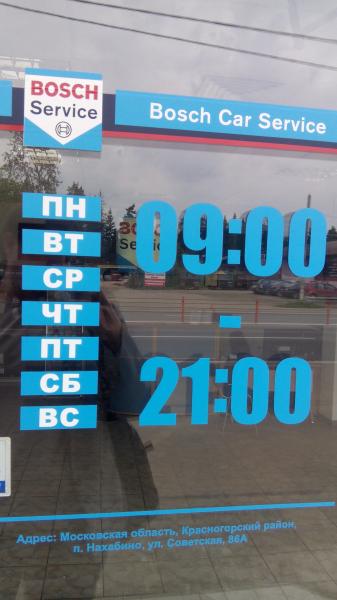 BOSCH
Service
Bosch Car Service
ПН
ВТ
СР
ЧТ
ПТ
СБ
ВС
09:00
-
21:00
Адрес: Московская область, Красногорский район,
п. Нахабино, ул. Советская, 86А